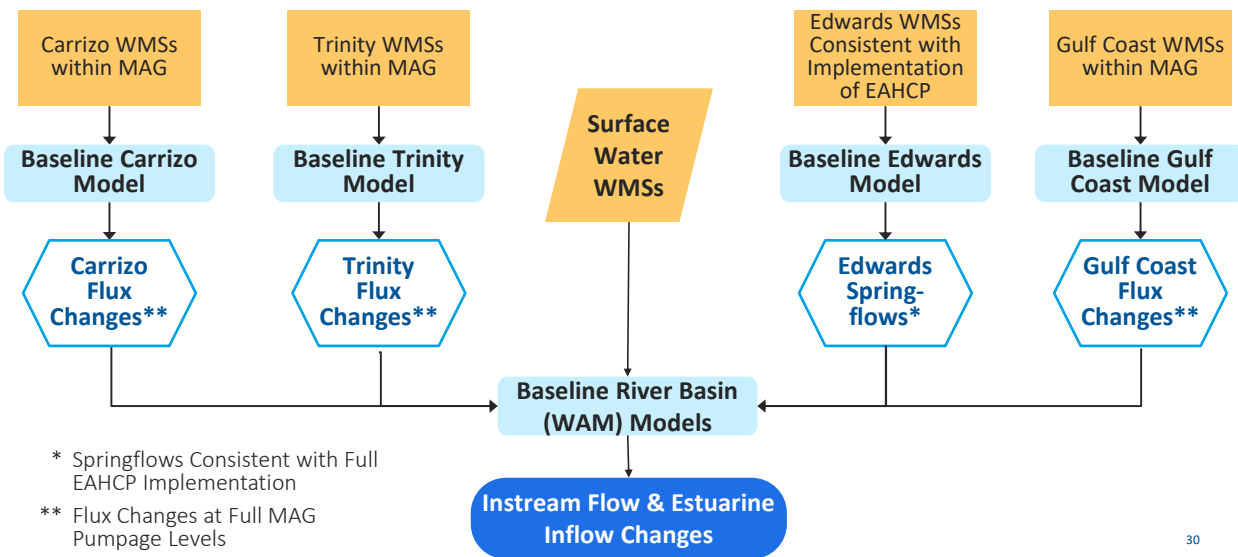 Carrizo WMSs
within MAG
Trinity WMSs
within MAG
Edwards WMSs
Consistent with
Implementation
of EAHCP
Gulf Coast WMSs
within MAG
Surface
Water
WMSs
Baseline Carrizo
Model
Baseline Trinity
Model
Baseline Edwards
Model
Baseline Gulf
Coast Model
Carrizo
Flux
Changes**
Trinity
Flux
Changes**
Edwards
Spring-
flows*
Gulf Coast
Flux
Changes**
Baseline River Basin
(WAM) Models
Instream Flow & Estuarine
Inflow Changes
* Springflows Consistent with Full
EAHCP Implementation
** Flux Changes at Full MAG
Pumpage Levels
30